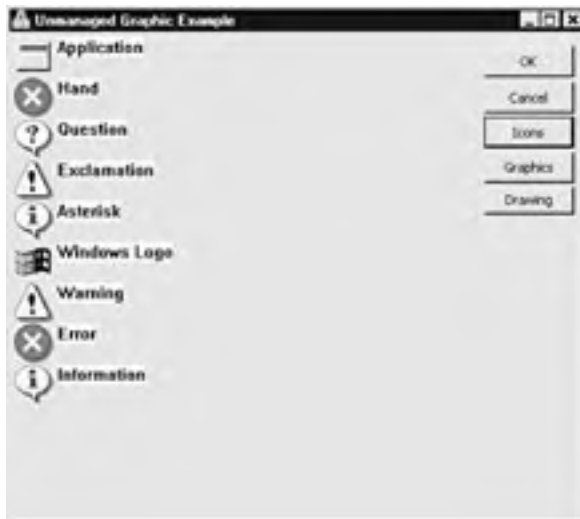 Unmanaged Graphic Example
Application
Hand
Question
Exclamation
Asterisk
Windows Logo
Warning
Error
Information
OK
Cancel
Icons
Graphics
Drawing